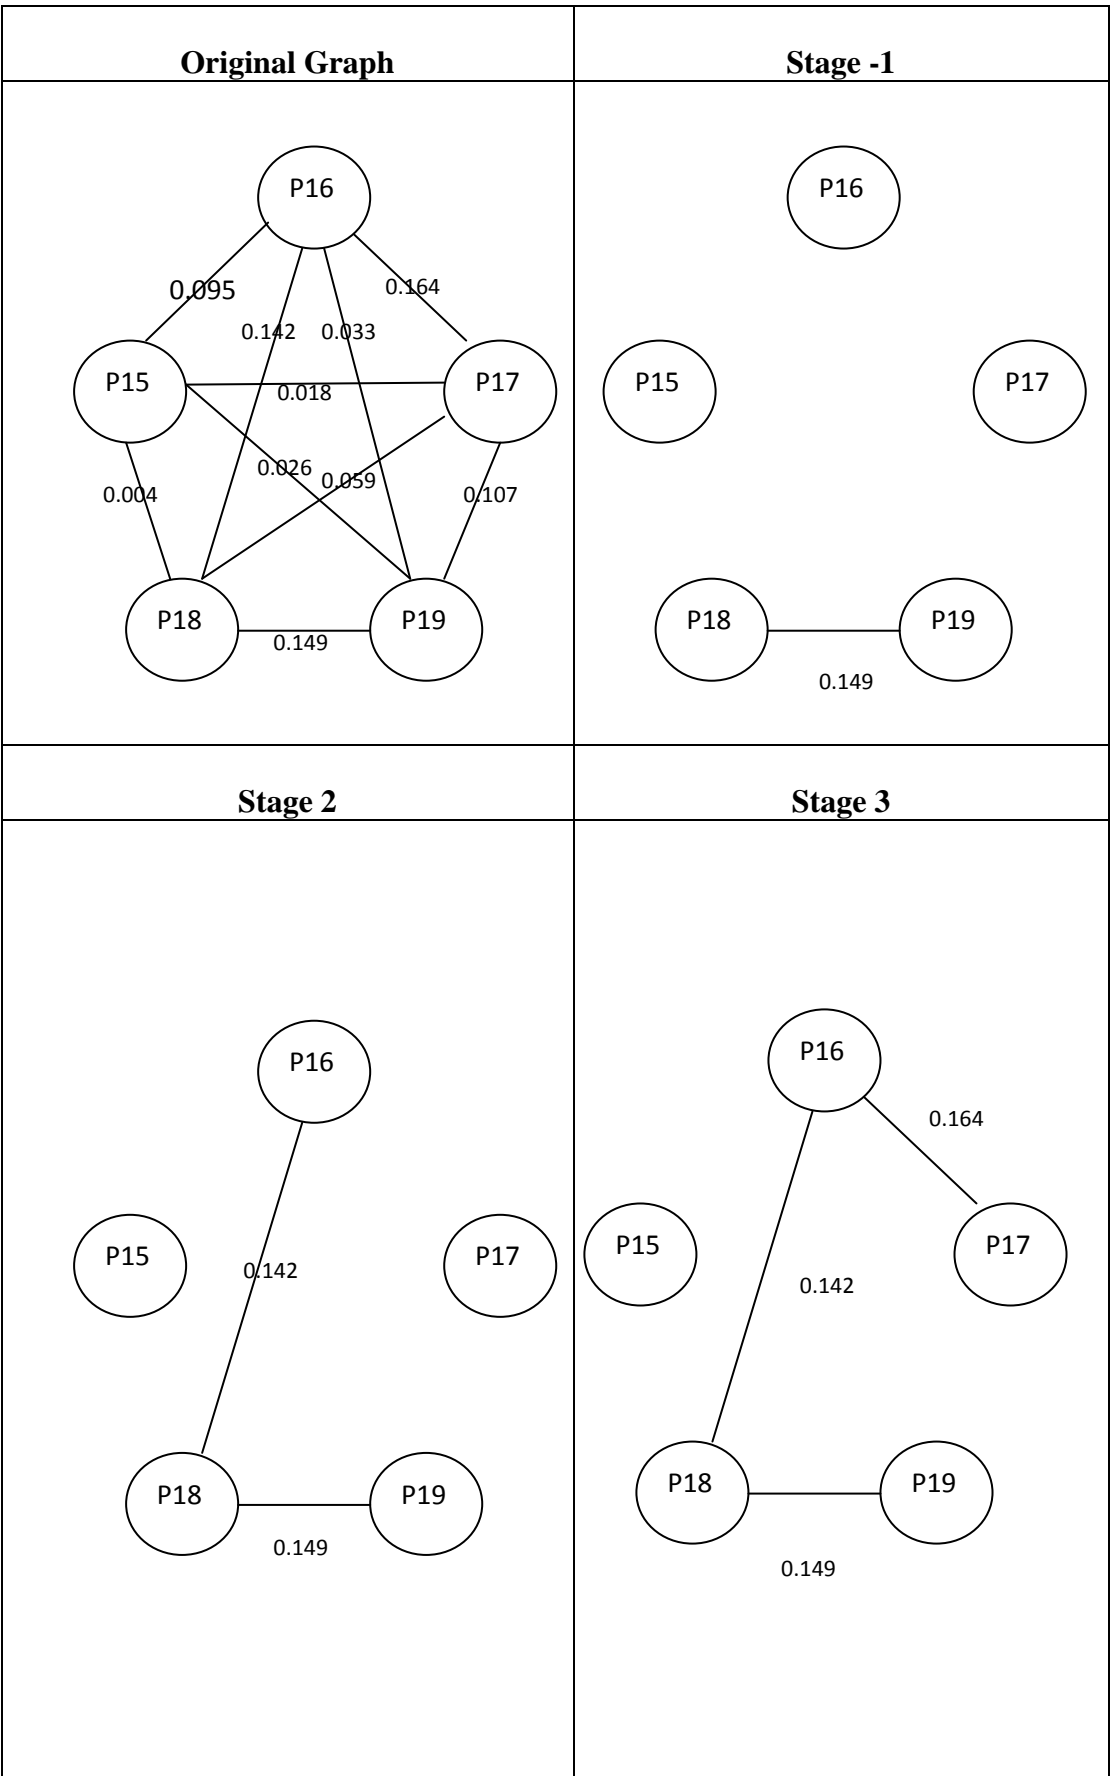 Original Graph
Stage -1
P16
0.095
0.164
0.142
0.033
P15
P17
0.018
0.026
0.059
0.004
0.107
P18
P19
0.149
P16
P15
P17
P18
P19
0.149
Stage 2
Stage 3
P16
P15
P17
0.142
P18
P19
0.149
P16
0.164
P15
P17
0.142
P18
P19
0.149